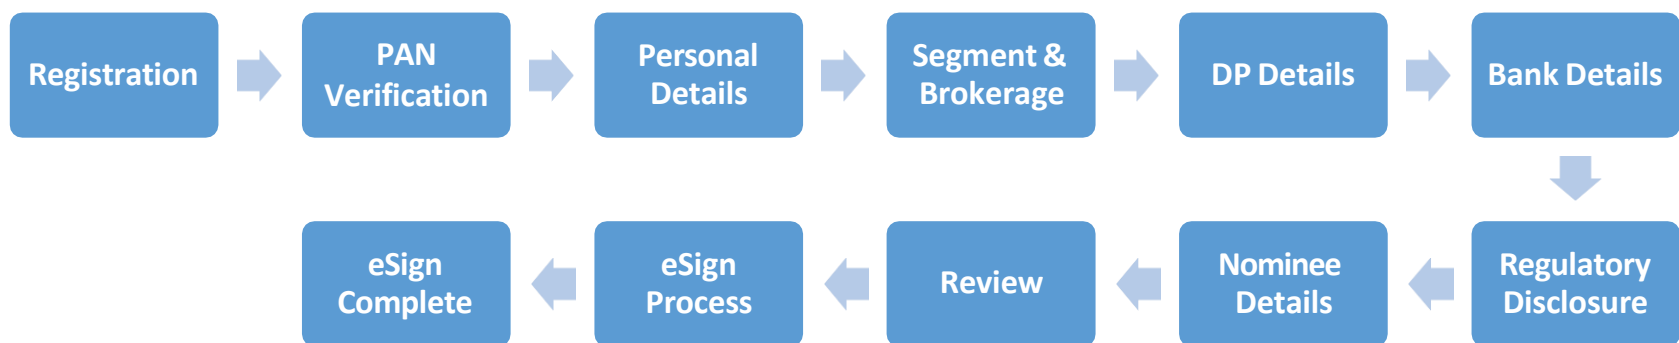 Registration
PAN
Verification
Personal
Details
Segment &
Brokerage
DP Details
Bank Details
Regulatory
Disclosure
Nominee
Details
Review
eSign
Process
eSign
Complete